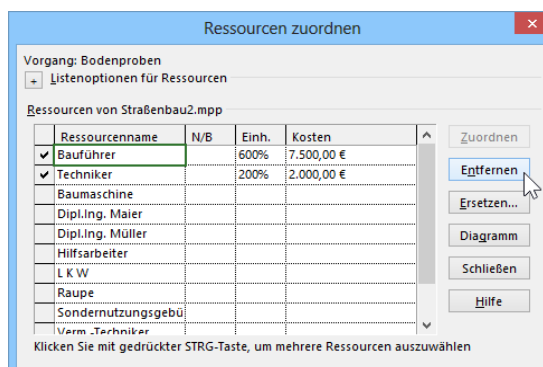 Ressourcen zuordnen
Vorgang: Bodenproben
+ Listenoptionen für Ressourcen
Ressourcen von Straßenbau2.mpp
Ressourcenname N/B Einh. Kosten
Bauführer 600% 7.500,00 €
Techniker 200% 2.000,00 €
Baumaschine
Dipl.Ing. Maier
Dipl.Ing. Müller
Hilfsarbeiter
L K W
Raupe
Sondernutzungsgebü
Verm.-Techniker
Zuordnen
Entfernen
Ersetzen...
Diagramm
Schließen
Hilfe
Klicken Sie mit gedrückter STRG-Taste, um mehrere Ressourcen auszuwählen